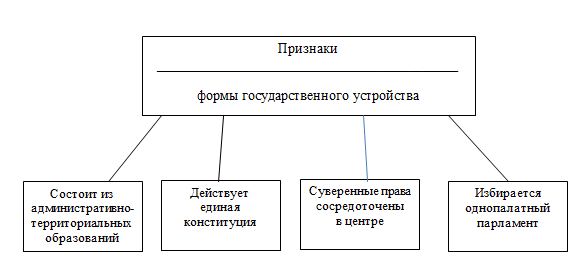 Признаки
формы государственного устройства
Состоит из
административно-
территориальных
образований
Действует
единая
конституция
Суверенные права
сосредоточены
в центре
Избирается
однопалатный
парламент